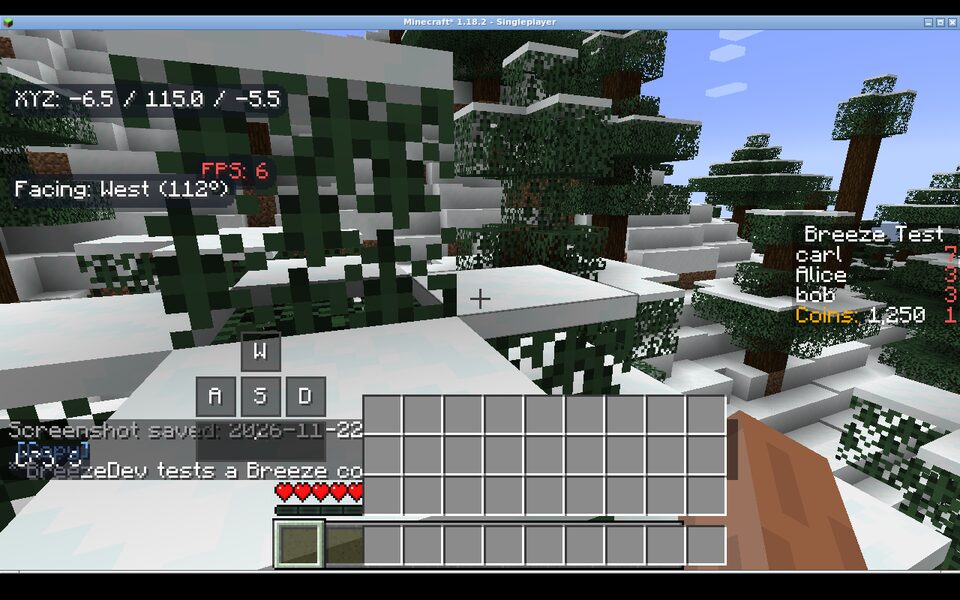 Minecraft* 1.18.2 - Singleplayer
XYZ: -6.5 / 115.0 / -5.5
FPS: 6
Facing: West (112°)
Breeze Test
carl 7
Alice 3
bob 3
Coins: 1,250 1
W
A S D
Screenshot saved: 2026-11-22
[Copy]
* BreezeDev tests a Breeze co